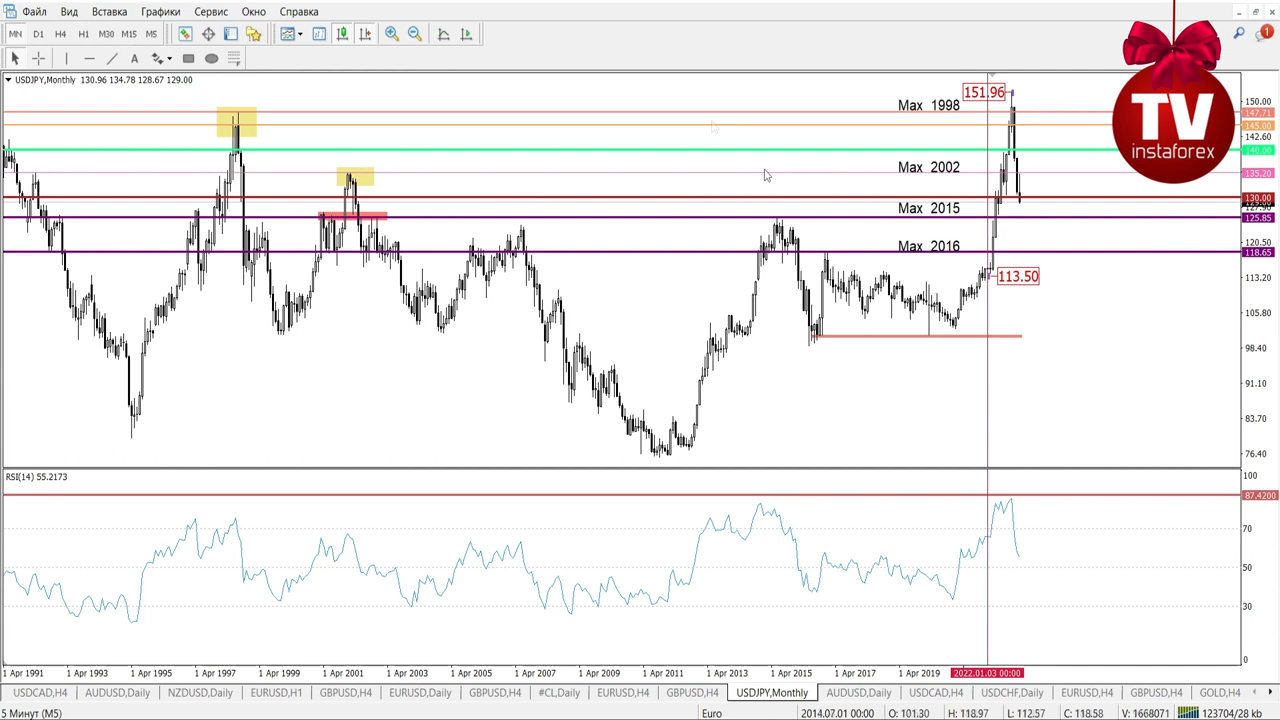 Файл Вид Вставка Графики Сервис Окно Справка
MN D1 H4 H1 M30 M15 M5
1
A
USDJPY,Monthly 130.96 134.78 128.67 129.00
TV
instaforex
151.96
Max 1998
Max 2002
Max 2015
Max 2016
113.50
150.00
147.71
145.00
142.60
140.00
135.20
130.00
129.00
127.90
125.85
120.50
118.65
113.20
105.80
98.40
91.10
83.70
76.40
RSI(14) 55.2173
100
87.4200
70
50
30
0
1 Apr 1991 1 Apr 1993 1 Apr 1995 1 Apr 1997 1 Apr 1999 1 Apr 2001 1 Apr 2003 1 Apr 2005 1 Apr 2007 1 Apr 2009 1 Apr 2011 1 Apr 2013 1 Apr 2015 1 Apr 2017 1 Apr 2019 2022.01.03 00:00
USDCAD,H4 AUDUSD,Daily NZDUSD,Daily EURUSD,H1 GBPUSD,H4 EURUSD,Daily GBPUSD,H4 #CL,Daily EURUSD,H4 GBPUSD,H4 USDJPY,Monthly AUDUSD,Daily USDCAD,H4 USDCHF,Daily EURUSD,H4 GBPUSD,H4 GOLD,H4
5 Минут (M5) Euro 2014.07.01 00:00 O: 101.30 H: 118.97 L: 112.57 C: 118.58 V: 1668071 123704/28 kb